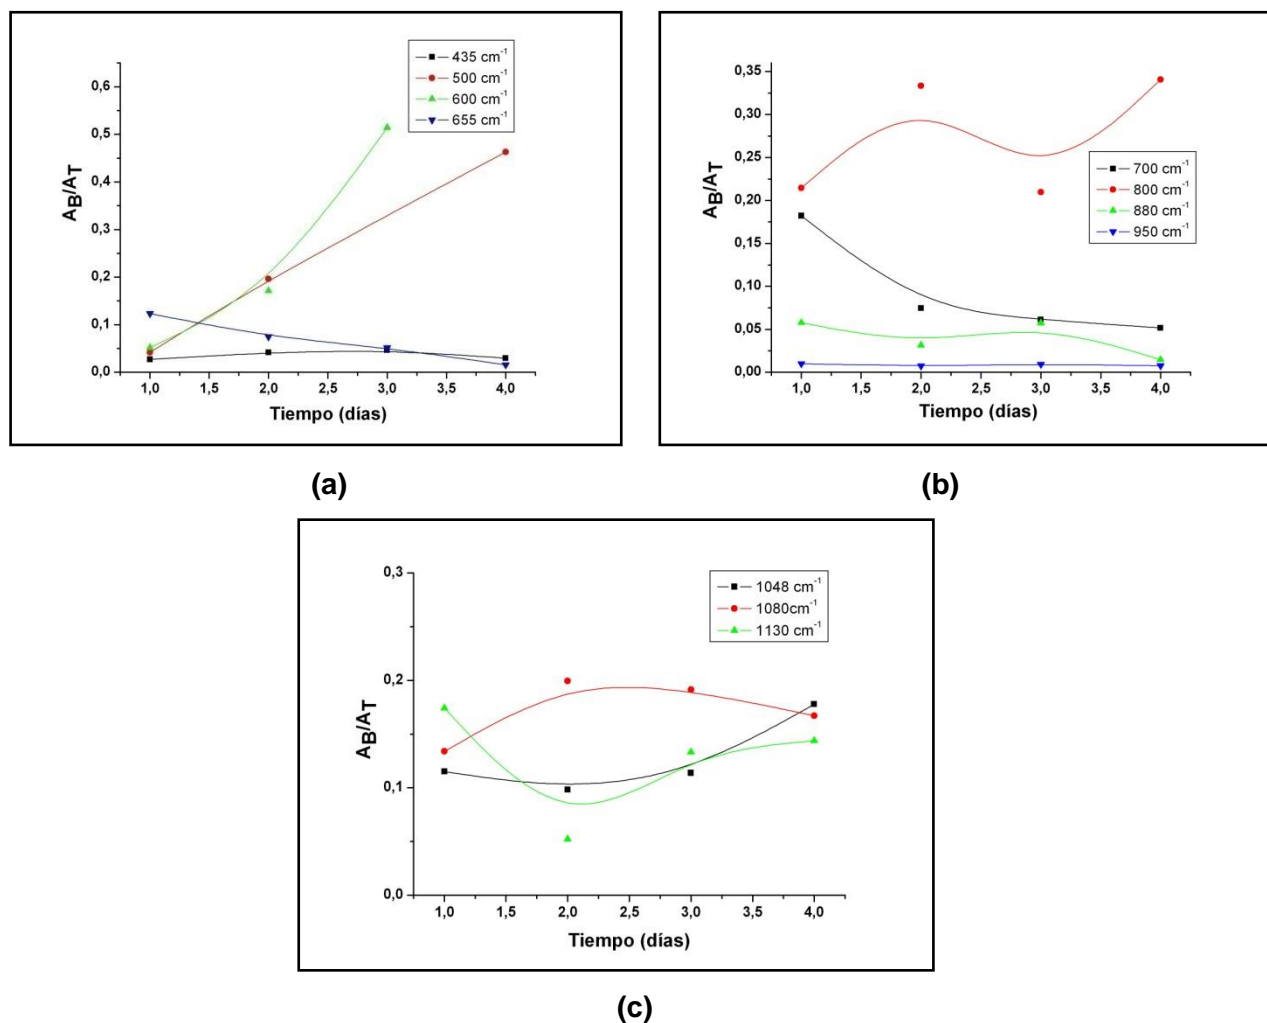 435 cm⁻¹
500 cm⁻¹
600 cm⁻¹
655 cm⁻¹
0,6
0,5
0,4
0,3
0,2
0,1
0,0
A_B/A_T
1,0 1,5 2,0 2,5 3,0 3,5 4,0
Tiempo (días)
(a)
0,35
0,30
0,25
0,20
0,15
0,10
0,05
0,00
A_B/A_T
700 cm⁻¹
800 cm⁻¹
880 cm⁻¹
950 cm⁻¹
1,0 1,5 2,0 2,5 3,0 3,5 4,0
Tiempo (días)
(b)
0,3
0,2
0,1
0,0
A_B/A_T
1048 cm⁻¹
1080cm⁻¹
1130 cm⁻¹
1,0 1,5 2,0 2,5 3,0 3,5 4,0
Tiempo (días)
(c)